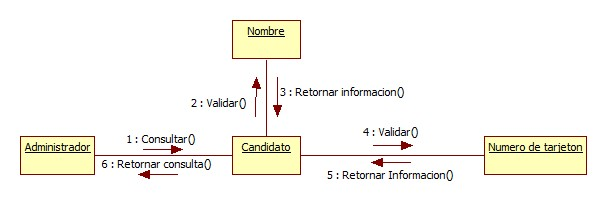 Nombre
2 : Validar()
3 : Retornar informacion()
Administrador
1 : Consultar()
6 : Retornar consulta()
Candidato
4 : Validar()
5 : Retornar Informacion()
Numero de tarjeton